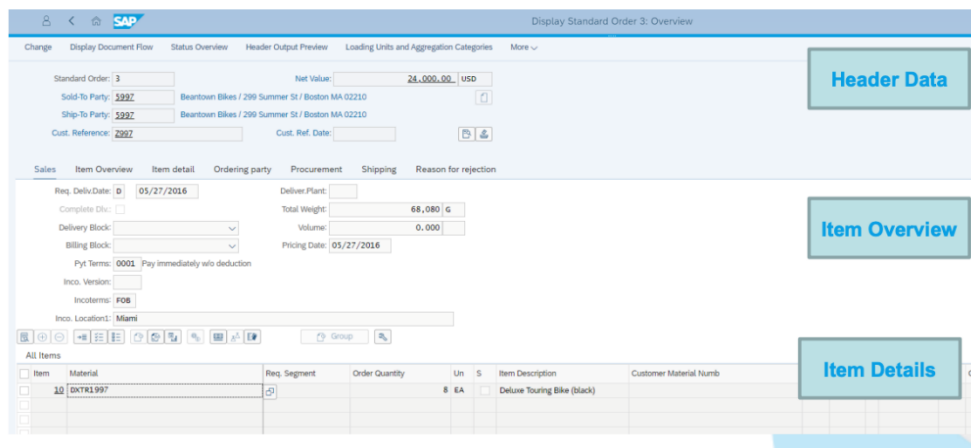 SAP Display Standard Order 3: Overview
Change Display Document Flow Status Overview Header Output Preview Loading Units and Aggregation Categories More
Header Data
Standard Order: 3 Net Value: 24,000.00 USD
Sold-To Party: 5997 Beantown Bikes / 299 Summer St / Boston MA 02210
Ship-To Party: 5997 Beantown Bikes / 299 Summer St / Boston MA 02210
Cust. Reference: Z997 Cust. Ref. Date:
Sales Item Overview Item detail Ordering party Procurement Shipping Reason for rejection
Req. Deliv.Date: D 05/27/2016 Deliver.Plant:
Complete Dlv.: Total Weight: 68,080 G
Item Overview
Delivery Block: Volume: 0.000
Billing Block: Pricing Date: 05/27/2016
Pyt Terms: 0001 Pay immediately w/o deduction
Inco. Version:
Incoterms: FOB
Inco. Location1: Miami
Group
All Items
Item Details
Item Material Req. Segment Order Quantity Un S Item Description Customer Material Numb
10 DXTR1997 8 EA Deluxe Touring Bike (black)